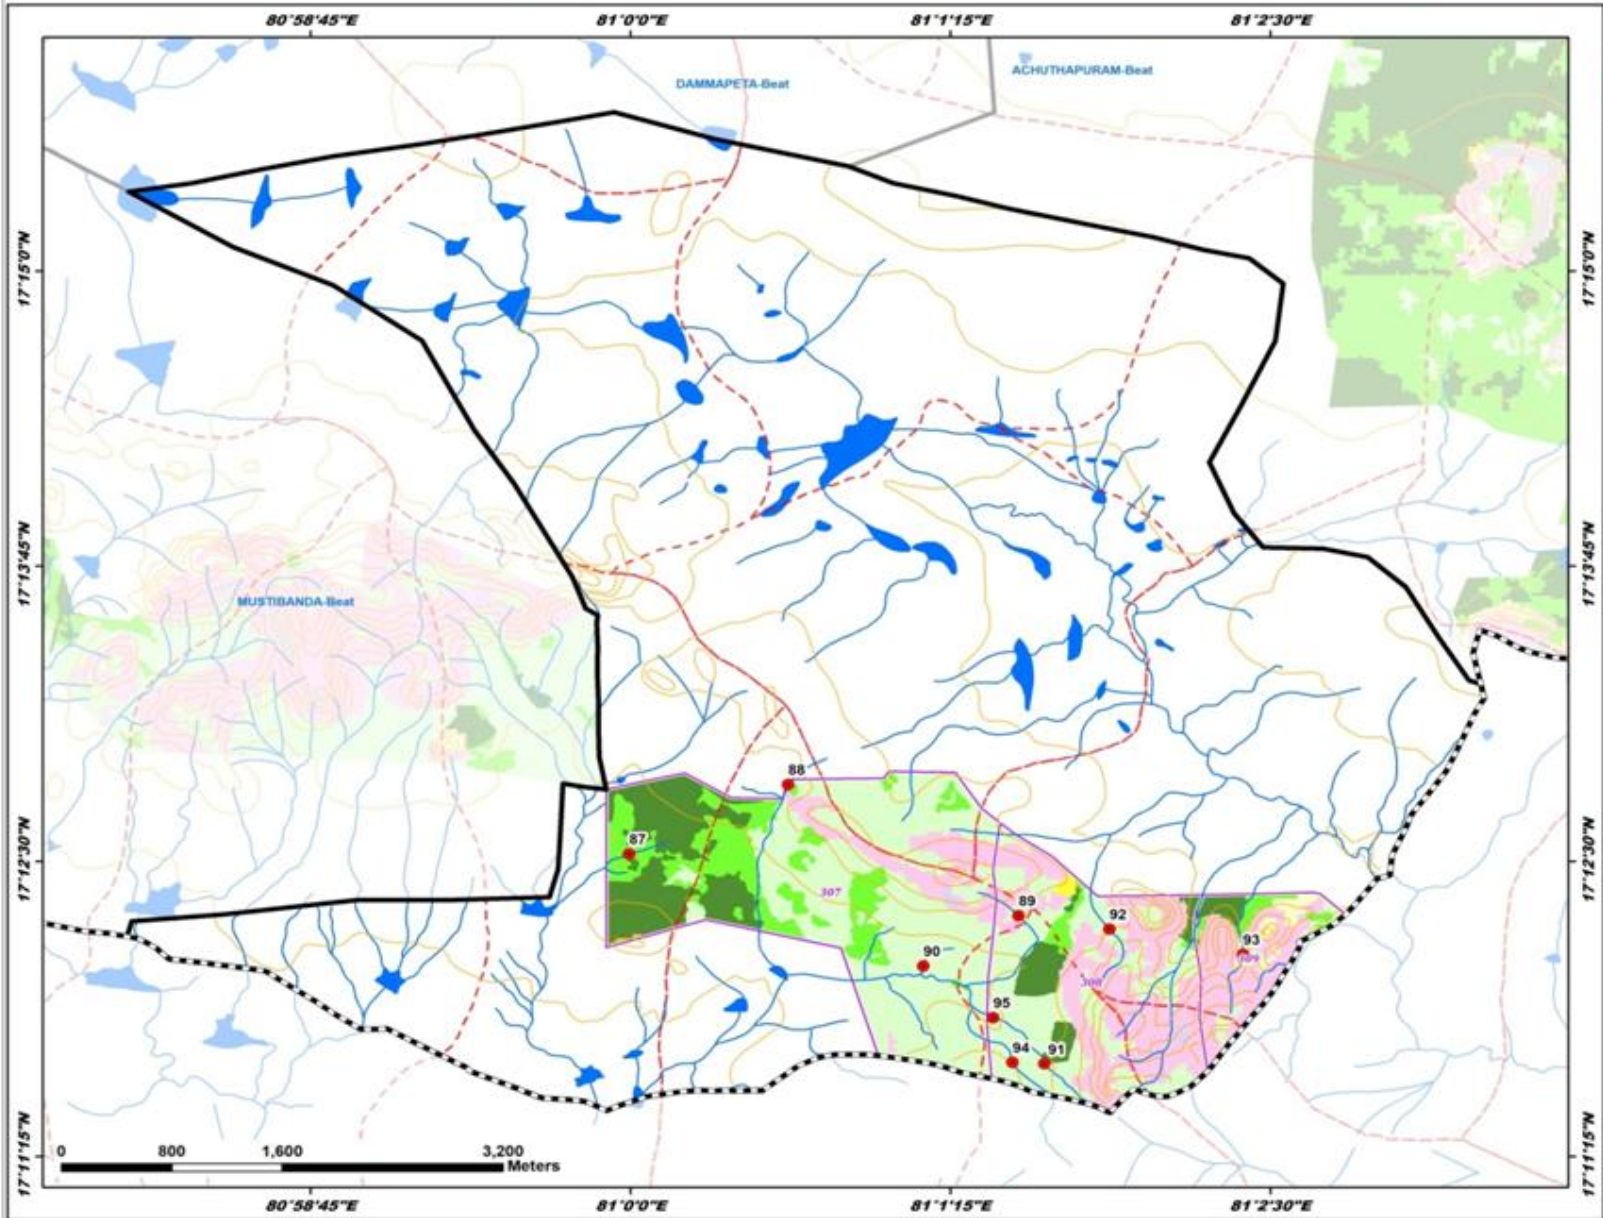 80°58'45"E
81°0'0"E
81°1'15"E
81°2'30"E
DAMMAPETA-Beat
ACHUTHAPURAM-Beat
17°15'0"N
17°15'0"N
17°13'45"N
17°13'45"N
MUSTIBANDA-Beat
88
87
17°12'30"N
17°12'30"N
307
89
92
93
90
309
308
95
94
91
17°11'15"N
17°11'15"N
0 800 1,600 3,200
Meters
80°58'45"E
81°0'0"E
81°1'15"E
81°2'30"E